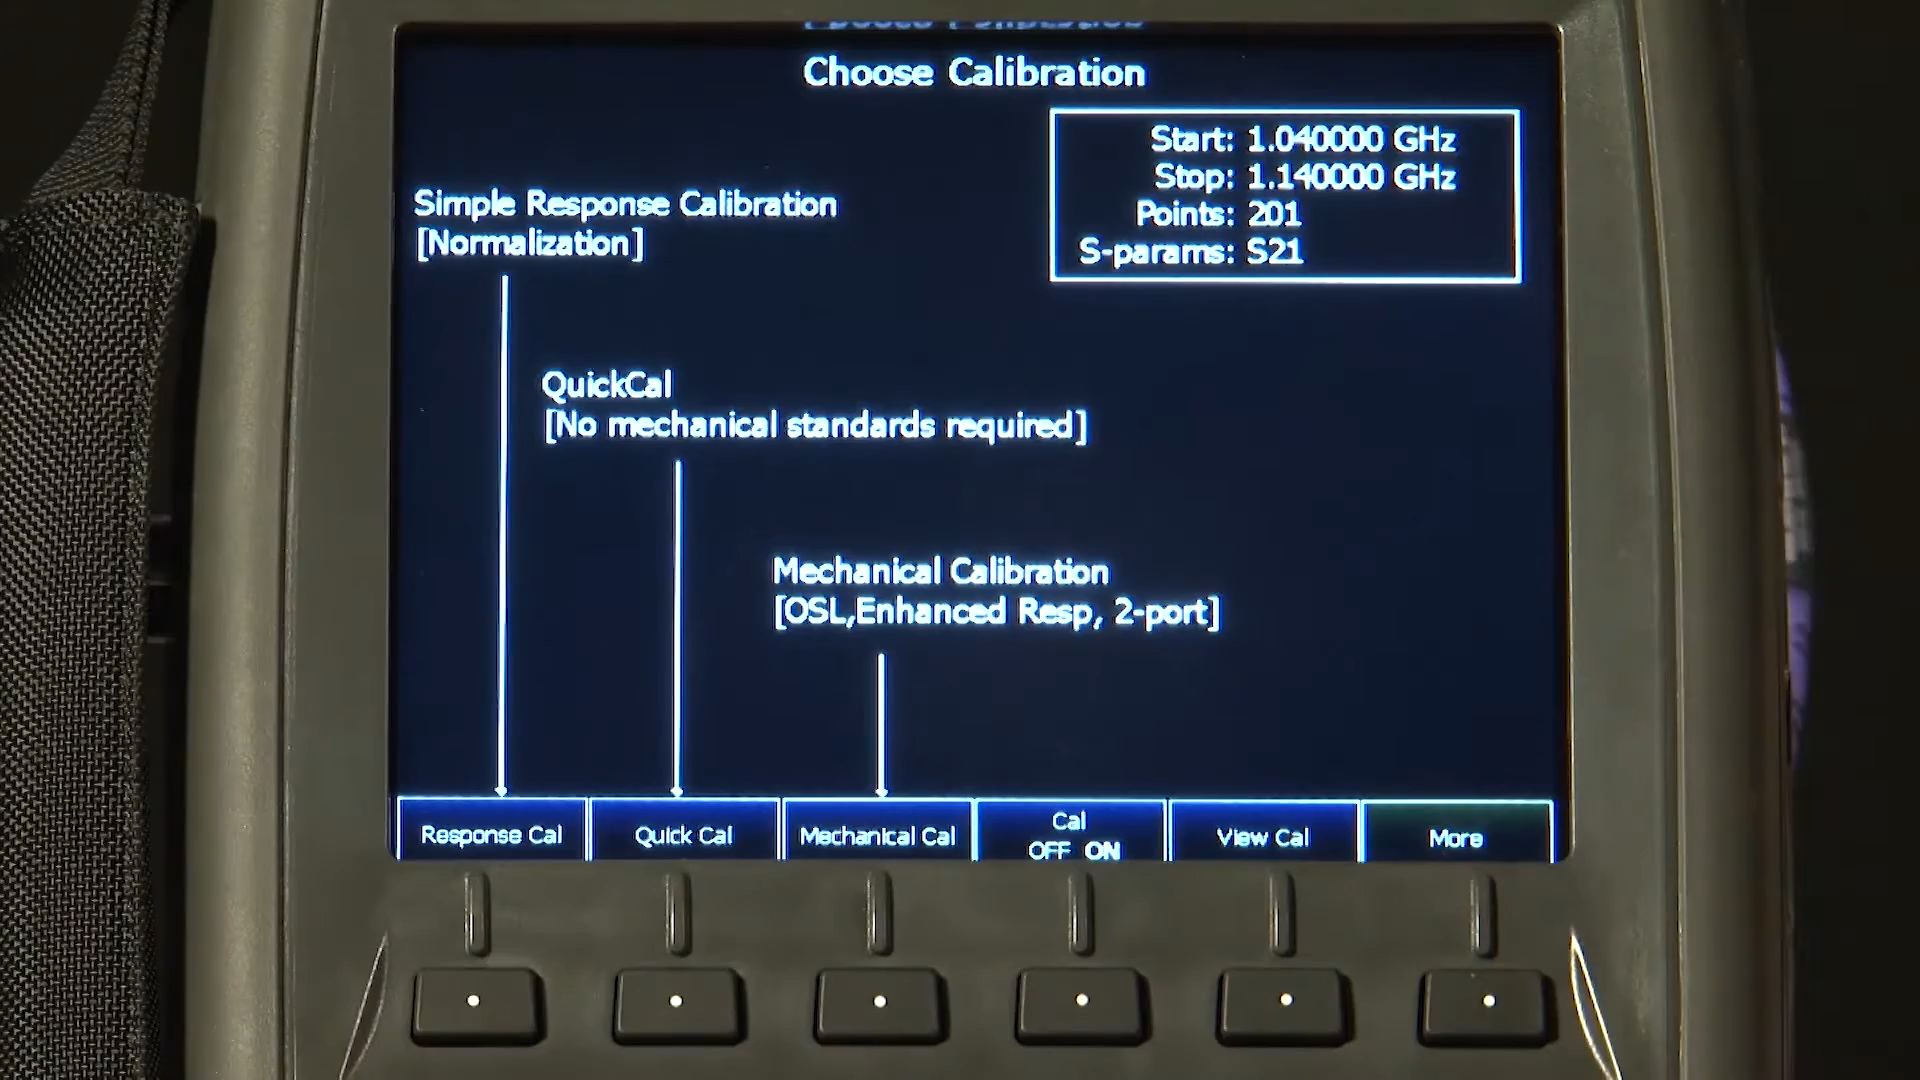 Choose Calibration
Start: 1.040000 GHz
Stop: 1.140000 GHz
Points: 201
S-params: S21
Simple Response Calibration
[Normalization]
QuickCal
[No mechanical standards required]
Mechanical Calibration
[OSL,Enhanced Resp, 2-port]
Response Cal
Quick Cal
Mechanical Cal
Cal
OFF ON
View Cal
More